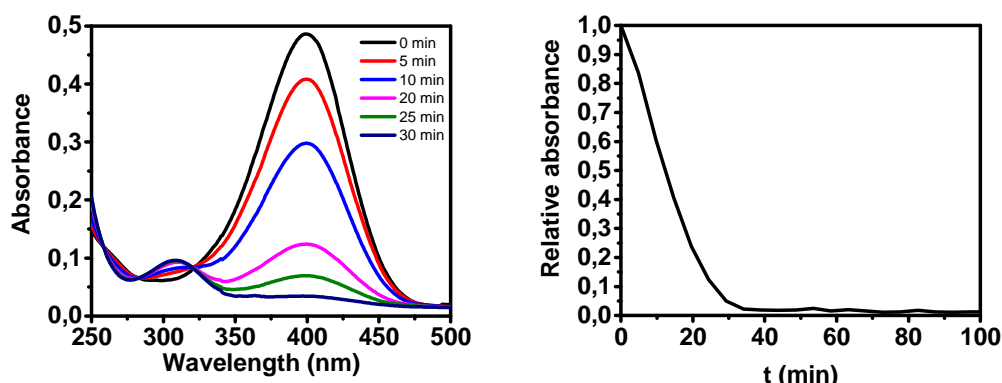 0,5
0,4
0,3
0,2
0,1
0,0
Absorbance
250 300 350 400 450 500
Wavelength (nm)
0 min
5 min
10 min
20 min
25 min
30 min
1,0
0,9
0,8
0,7
0,6
0,5
0,4
0,3
0,2
0,1
0,0
Relative absorbance
0 20 40 60 80 100
t (min)